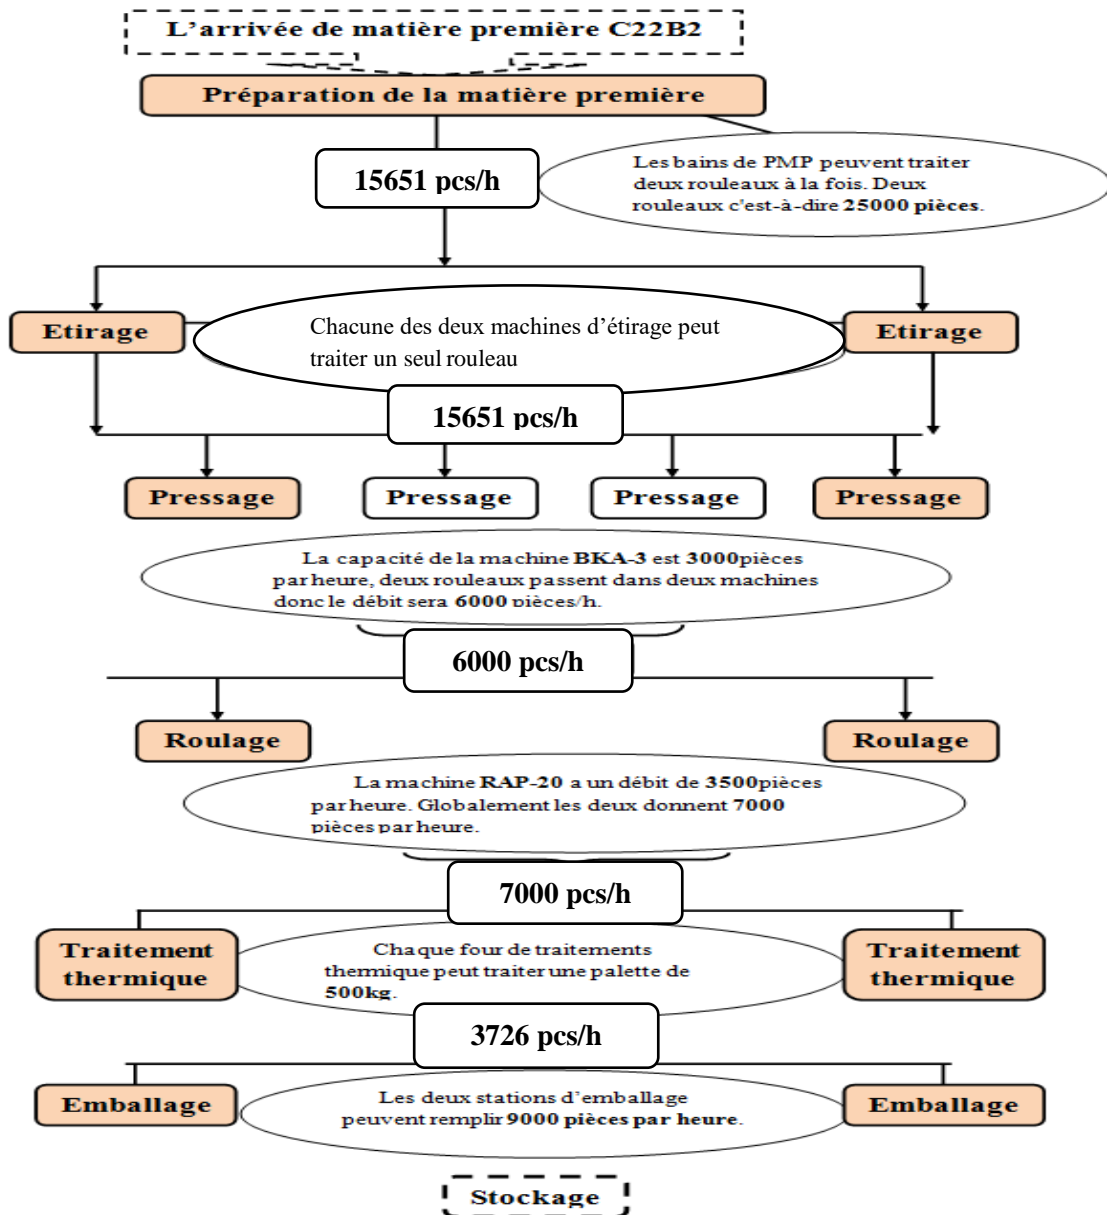 L'arrivée de matière première C22B2
Préparation de la matière première
15651 pcs/h
Les bains de PMP peuvent traiter
deux rouleaux à la fois. Deux
rouleaux c'est-à-dire 25000 pièces.
Etirage
Chacune des deux machines d'étirage peut
traiter un seul rouleau
Etirage
15651 pcs/h
Pressage
Pressage
Pressage
Pressage
La capacité de la machine BKA-3 est 3000pièces
par heure, deux rouleaux passent dans deux machines
donc le débit sera 6000 pièces/h.
6000 pcs/h
Roulage
Roulage
La machine RAP-20 a un débit de 3500pièces
par heure. Globalement les deux donnent 7000
pièces par heure.
7000 pcs/h
Traitement
thermique
Chaque four de traitements
thermique peut traiter une palette de
500kg.
Traitement
thermique
3726 pcs/h
Emballage
Les deux stations d'emballage
peuvent remplir 9000 pièces par heure.
Emballage
Stockage